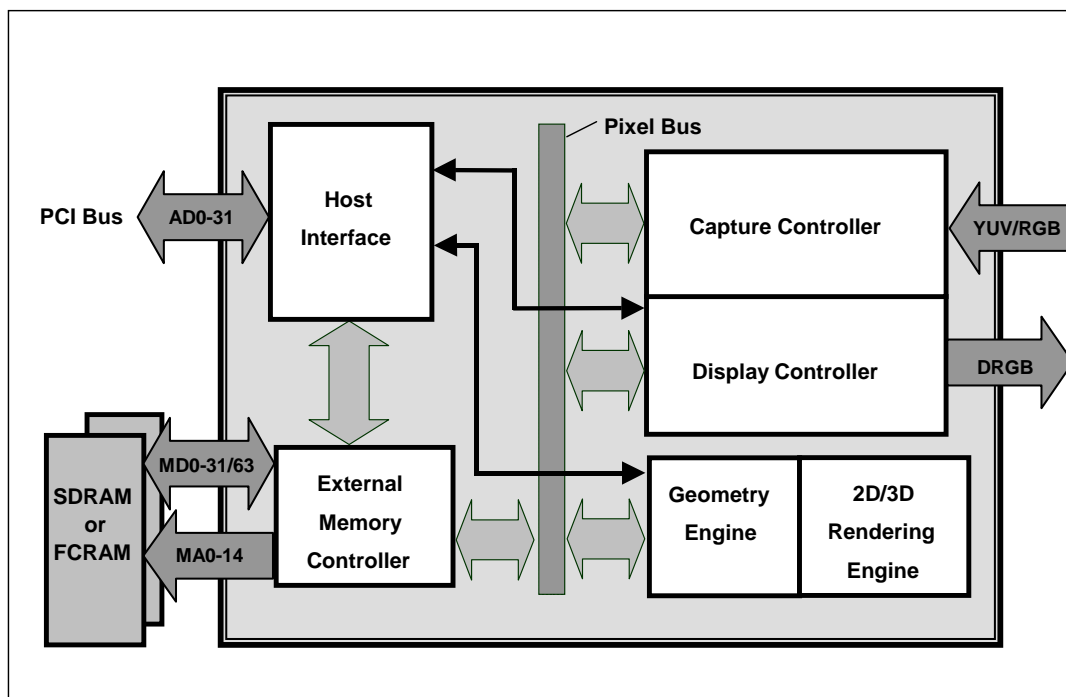 Pixel Bus
PCI Bus
AD0-31
Host
Interface
Capture Controller
YUV/RGB
Display Controller
DRGB
SDRAM
or
FCRAM
MD0-31/63
MA0-14
External
Memory
Controller
Geometry
Engine
2D/3D
Rendering
Engine